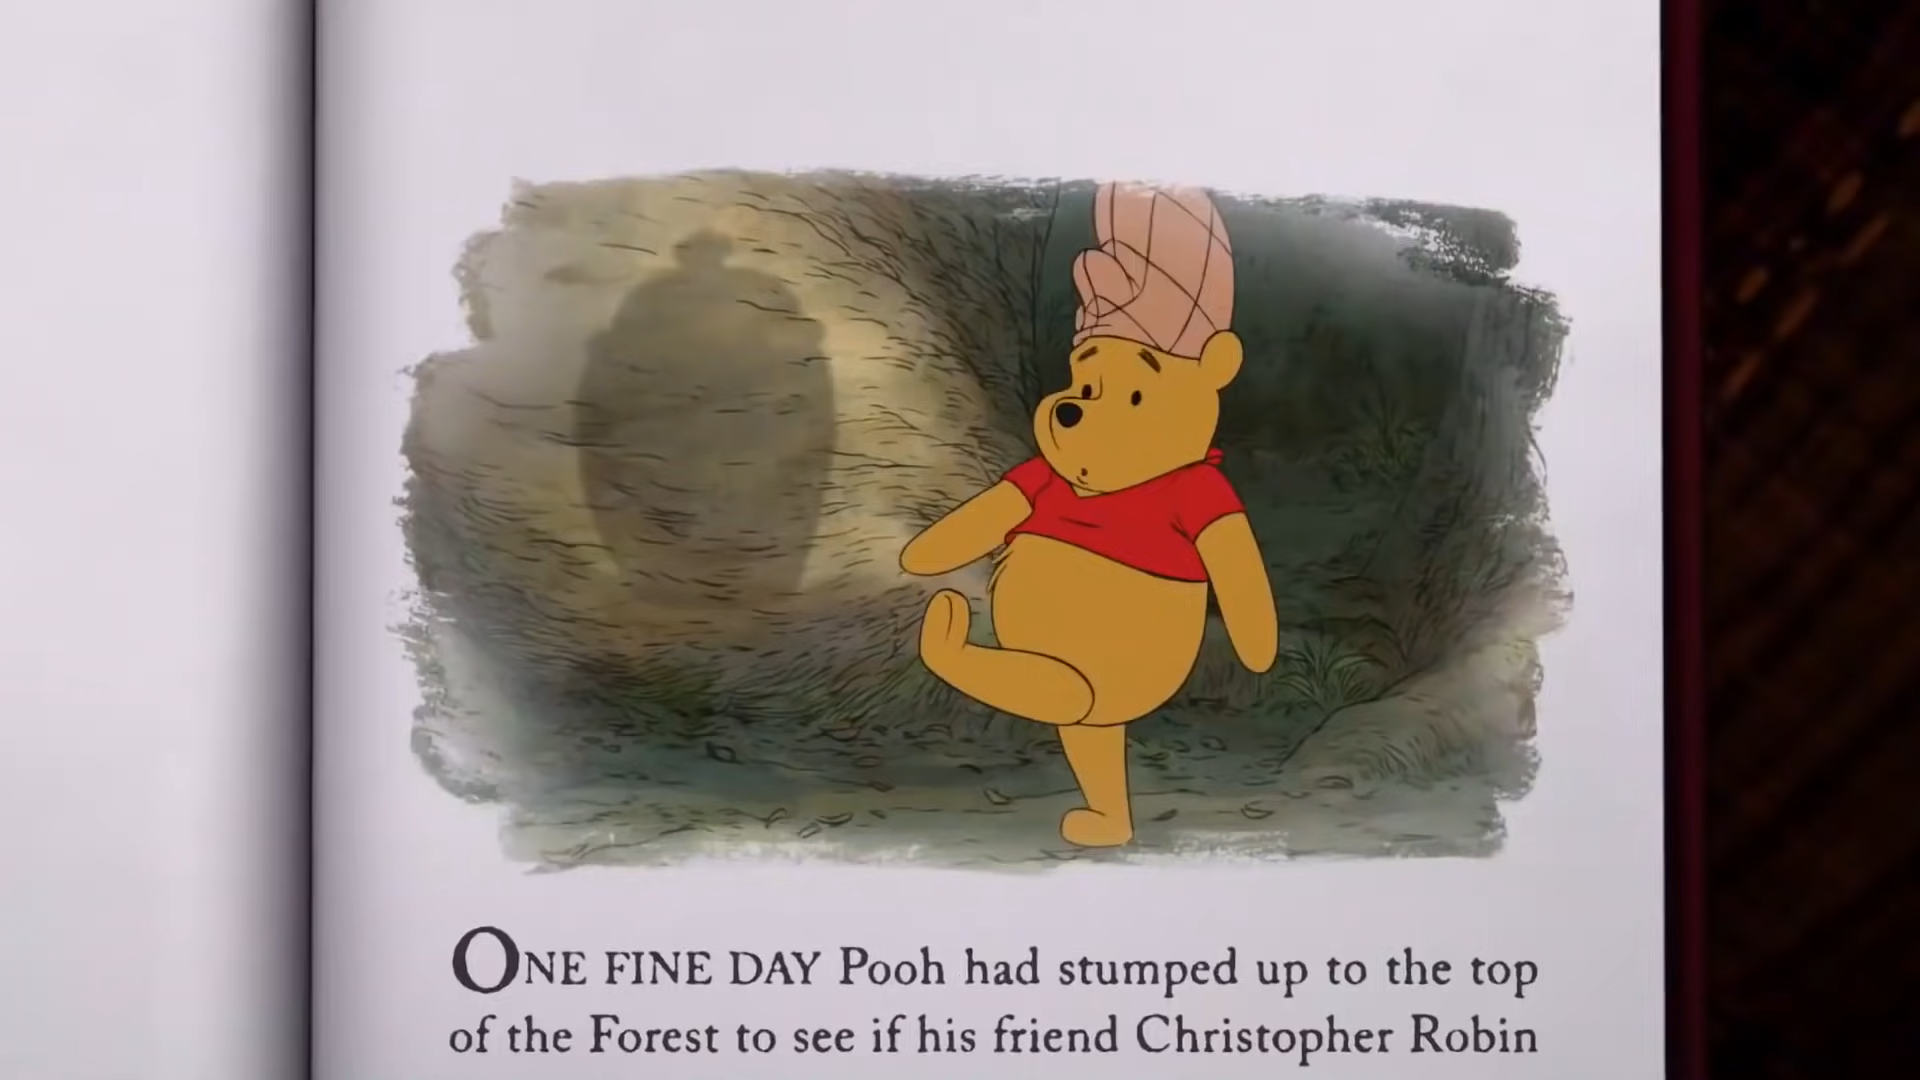 ONE FINE DAY Pooh had stumped up to the top
of the Forest to see if his friend Christopher Robin